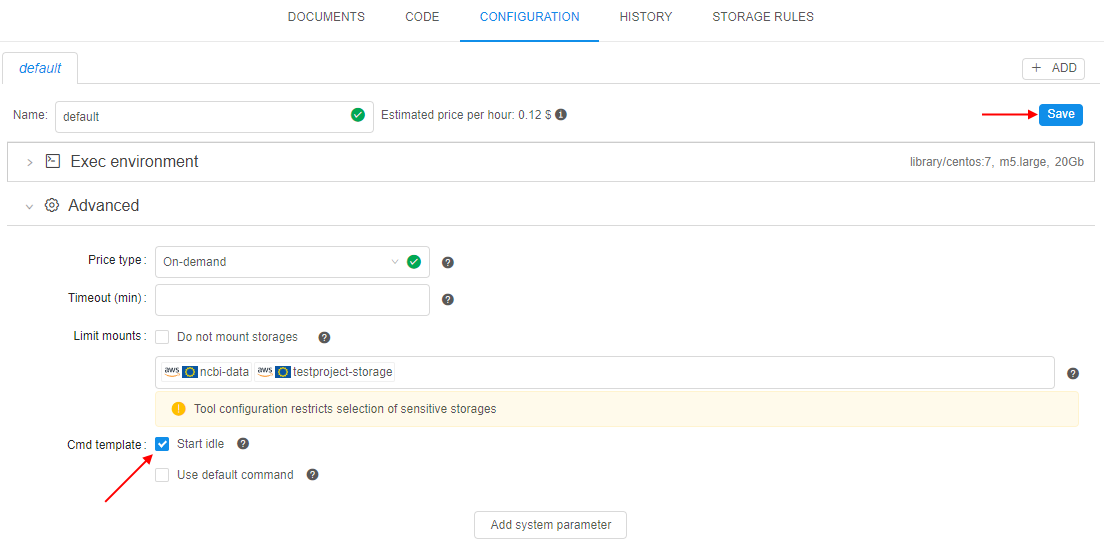 DOCUMENTS CODE CONFIGURATION HISTORY STORAGE RULES
default + ADD
Name: default Estimated price per hour: 0.12 $ Save
Exec environment library/centos:7, m5.large, 20Gb
Advanced
Price type: On-demand ?
Timeout (min): ?
Limit mounts: Do not mount storages ?
aws ncbi-data aws testproject-storage ?
! Tool configuration restricts selection of sensitive storages
Cmd template: Start idle ?
Use default command ?
Add system parameter